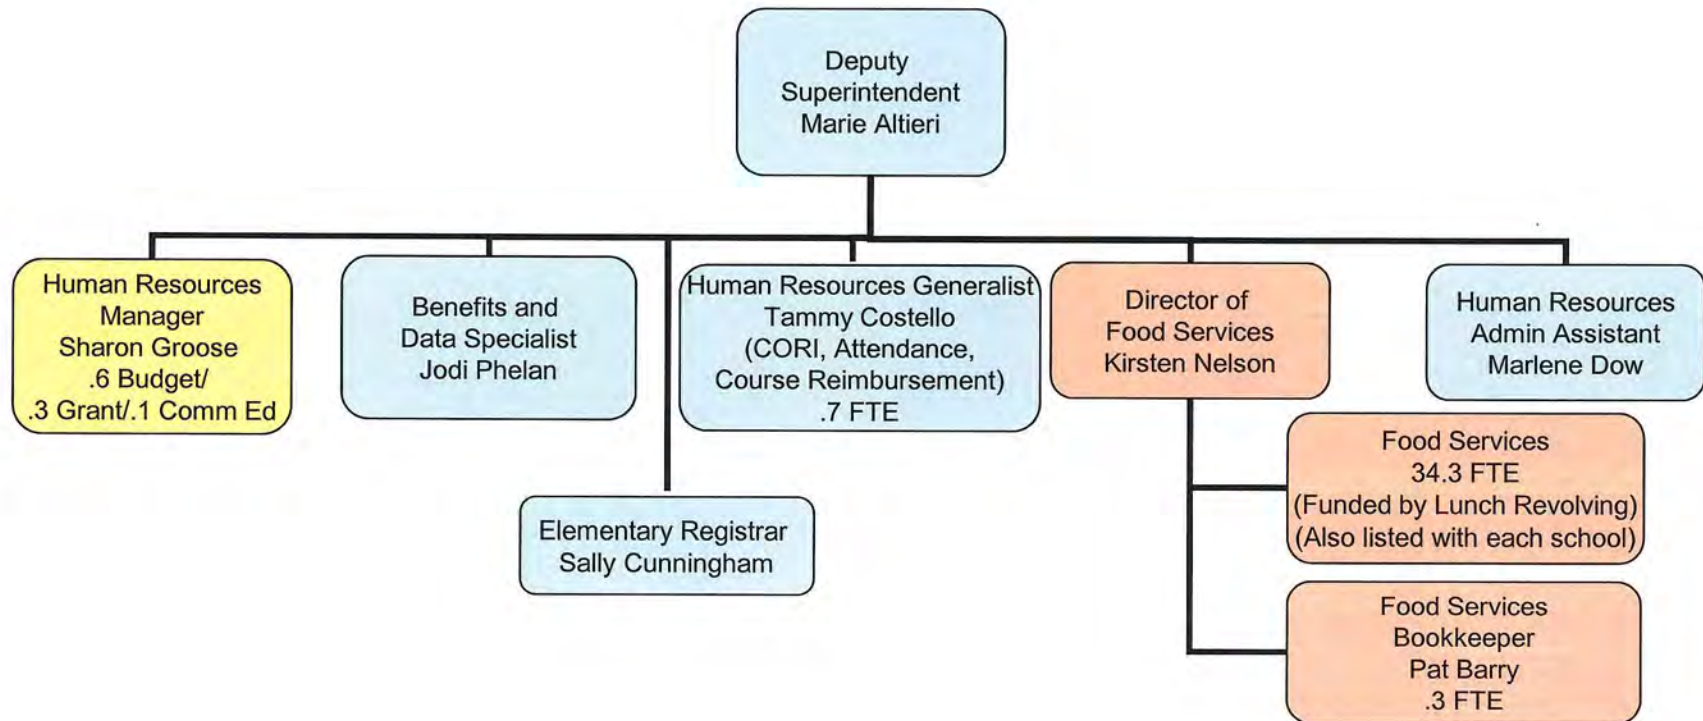 Deputy
Superintendent
Marie Altieri
Human Resources
Manager
Sharon Groose
.6 Budget/
.3 Grant/.1 Comm Ed
Benefits and
Data Specialist
Jodi Phelan
Human Resources Generalist
Tammy Costello
(CORI, Attendance,
Course Reimbursement)
.7 FTE
Director of
Food Services
Kirsten Nelson
Human Resources
Admin Assistant
Marlene Dow
Elementary Registrar
Sally Cunningham
Food Services
34.3 FTE
(Funded by Lunch Revolving)
(Also listed with each school)
Food Services
Bookkeeper
Pat Barry
.3 FTE